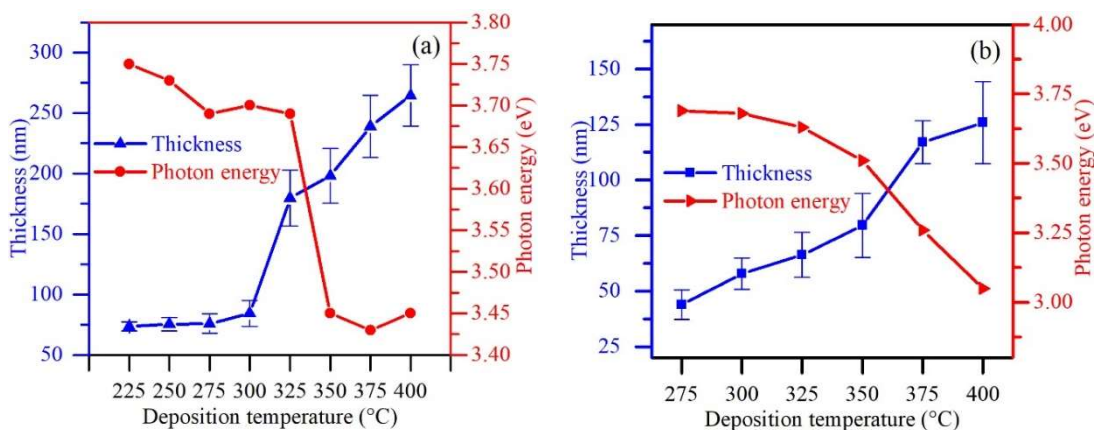 (a)
Thickness (nm)
300
250
200
150
100
50
Thickness
Photon energy
3.80
3.75
3.70
3.65
3.60
3.55
3.50
3.45
3.40
Photon energy (eV)
225 250 275 300 325 350 375 400
Deposition temperature (°C)
(b)
Thickness (nm)
150
125
100
75
50
25
Thickness
Photon energy
4.00
3.75
3.50
3.25
3.00
Photon energy (eV)
275 300 325 350 375 400
Deposition temperature (°C)